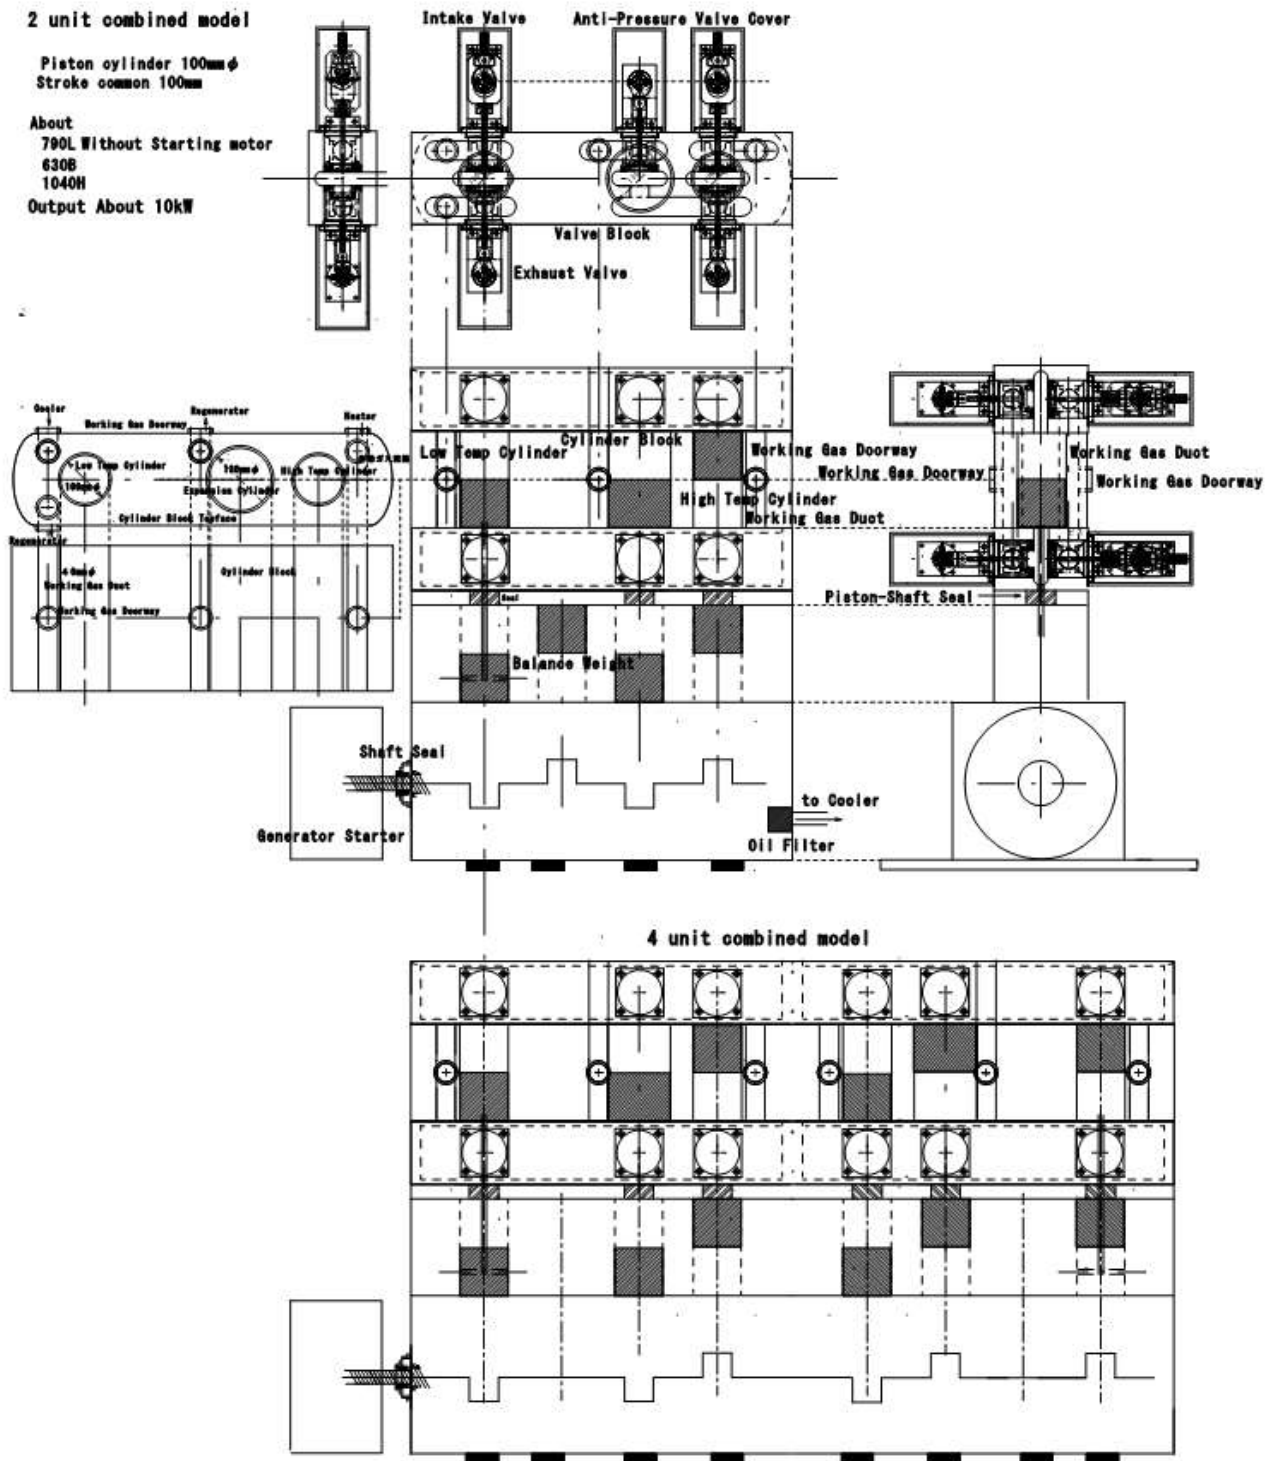 2 unit combined model
Piston cylinder 100mmφ
Stroke common 100mm
About
790L Without Starting motor
630B
1040H
Output About 10kW
Intake Valve
Anti-Pressure Valve Cover
Valve Block
Exhaust Valve
Cooler
Working Gas Doorway
Regenerator
Heater
Low Temp Cylinder
100mmφ
100mmφ
High Temp Cylinder
Expansion Cylinder
Cylinder Block Topface
Regenerator
40mmφ
Working Gas Duct
Cylinder Block
Working Gas Doorway
Cylinder Block
Low Temp Cylinder
Working Gas Doorway
Working Gas Doorway
High Temp Cylinder
Working Gas Duct
Working Gas Duct
Working Gas Doorway
Seal
Piston-Shaft Seal
Balance Weight
Shaft Seal
Generator Starter
to Cooler
Oil Filter
4 unit combined model